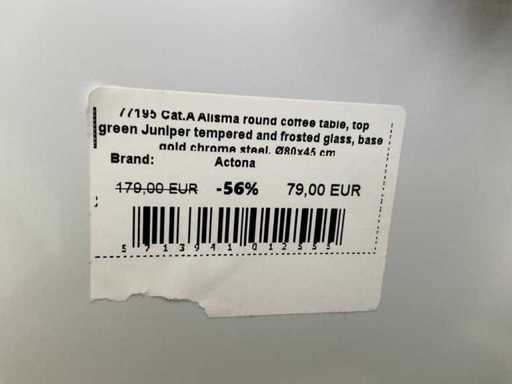 77195 Cat.A Alisma round coffee table, top
green Juniper tempered and frosted glass, base
gold chrome steel, Ø80x45 cm
Brand: Actona
179,00 EUR -56% 79,00 EUR
5 713941 012555